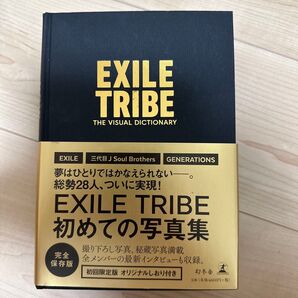 EXILE
TRIBE
THE VISUAL DICTIONARY
EXILE 三代目 J Soul Brothers GENERATIONS
夢はひとりではかなえられない――。
総勢28人、ついに実現!
EXILE TRIBE
初めての写真集
完全
保存版
撮り下ろし写真、秘蔵写真満載
全メンバーの最新インタビューも収録。
初回限定版 オリジナルしおり付き
幻冬舎